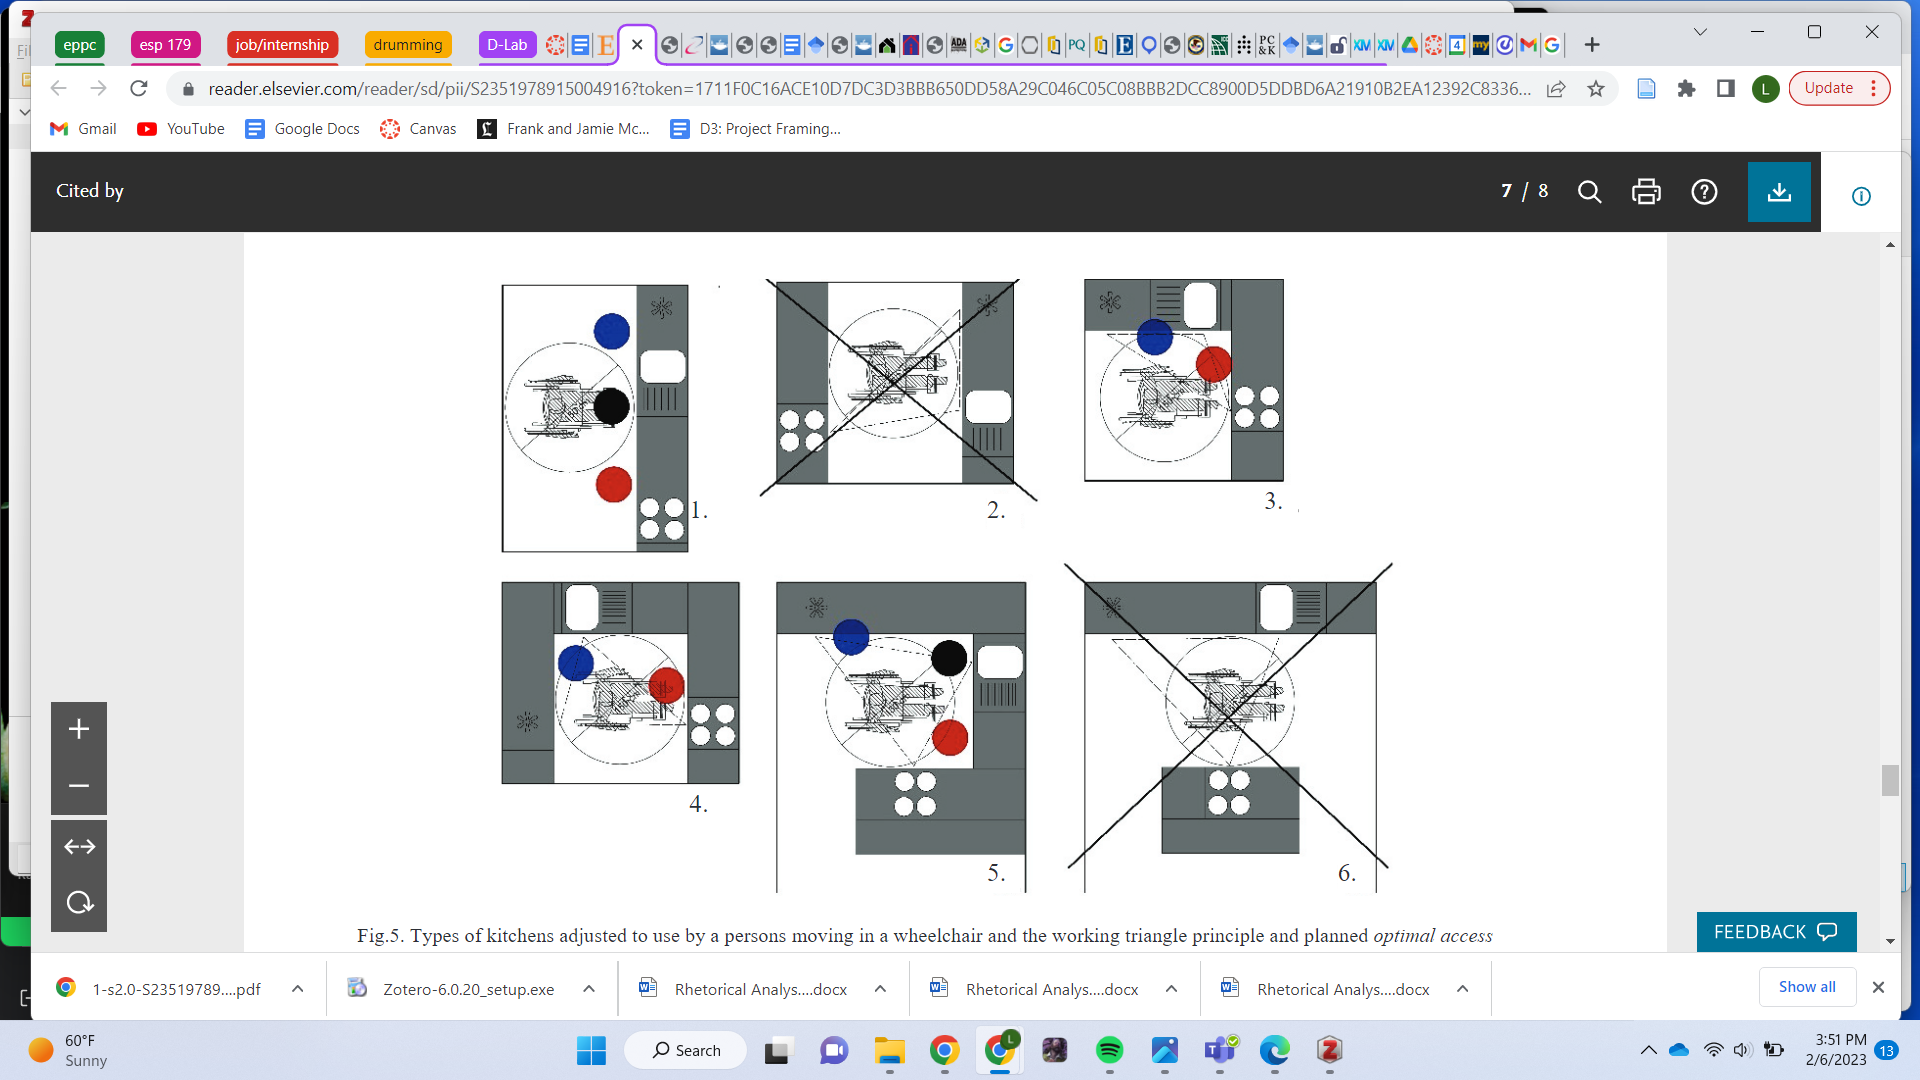 eppc
esp 179
job/internship
drumming
D-Lab
reader.elsevier.com/reader/sd/pii/S2351978915004916?token=1711F0C16ACE10D7DC3D3BBB650DD58A29C046C05C08BBB2DCC8900D5DDBD6A21910B2EA12392C8336...
L
Update
Gmail
YouTube
Google Docs
Canvas
Frank and Jamie Mc...
D3: Project Framing...
Cited by
7 / 8
1.
2.
3.
4.
5.
6.
Fig.5. Types of kitchens adjusted to use by a persons moving in a wheelchair and the working triangle principle and planned optimal access
FEEDBACK
1-s2.0-S23519789....pdf
Zotero-6.0.20_setup.exe
Rhetorical Analys....docx
Rhetorical Analys....docx
Rhetorical Analys....docx
Show all
60°F
Sunny
Search
3:51 PM
2/6/2023
13